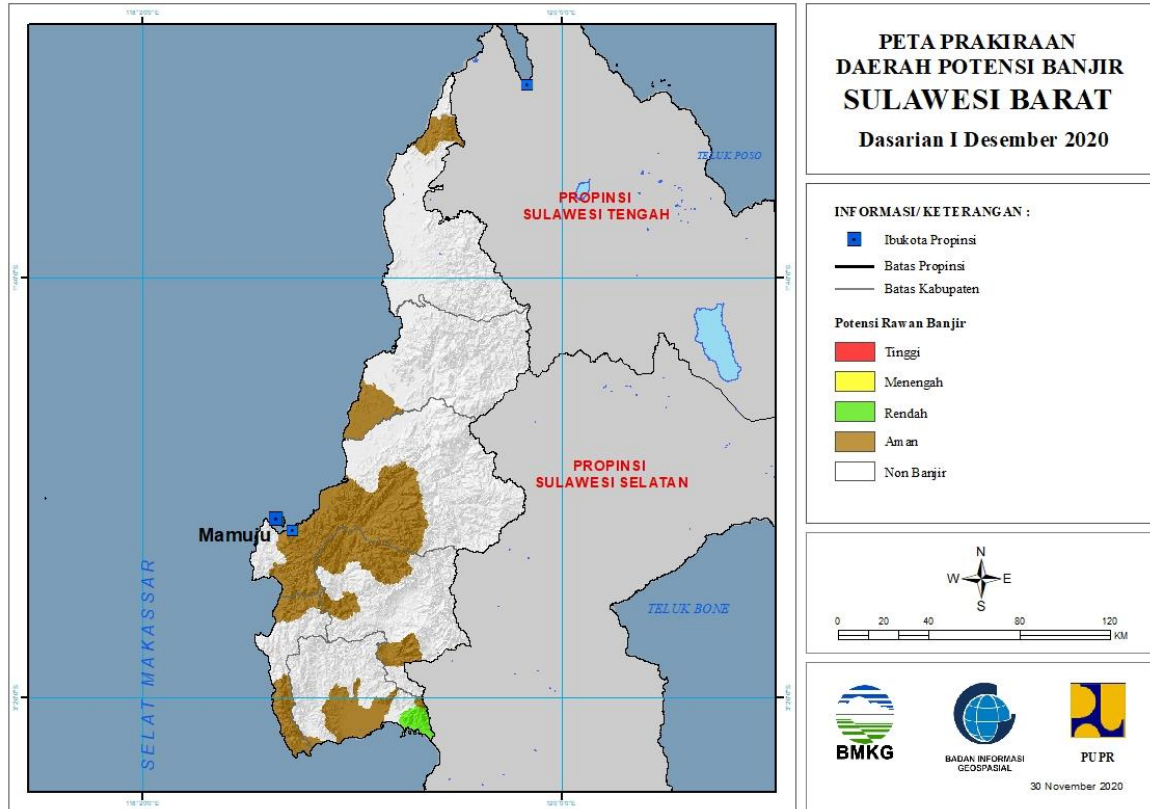 PETA PRAKIRAAN
DAERAH POTENSI BANJIR
SULAWESI BARAT
Dasarian I Desember 2020
INFORMASI/ KETERANGAN :
Ibukota Propinsi
Batas Propinsi
Batas Kabupaten
Potensi Rawan Banjir
Tinggi
Menengah
Rendah
Aman
Non Banjir
N
W E
S
0 20 40 80 120
KM
BMKG
BADAN INFORMASI
GEOSPASIAL
PUPR
30 November 2020
TELUK POSO
PROPINSI
SULAWESI TENGAH
PROPINSI
SULAWESI SELATAN
Mamuju
SELAT MAKASSAR
TELUK BONE